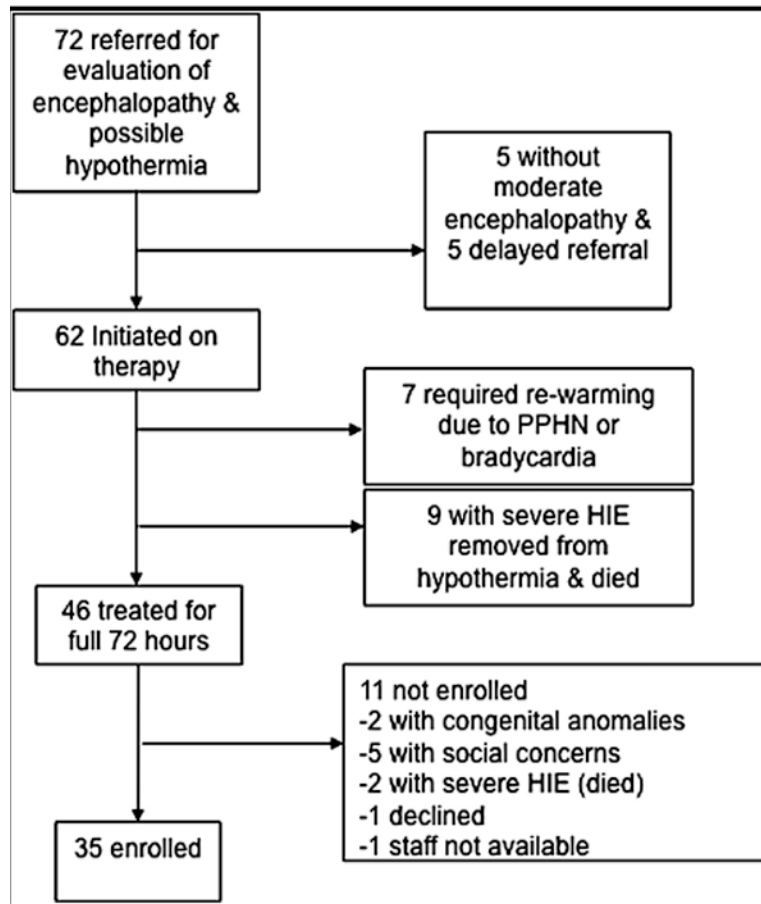 72 referred for
evaluation of
encephalopathy &
possible
hypothermia
5 without
moderate
encephalopathy &
5 delayed referral
62 Initiated on
therapy
7 required re-warming
due to PPHN or
bradycardia
9 with severe HIE
removed from
hypothermia & died
46 treated for
full 72 hours
11 not enrolled
-2 with congenital anomalies
-5 with social concerns
-2 with severe HIE (died)
-1 declined
-1 staff not available
35 enrolled